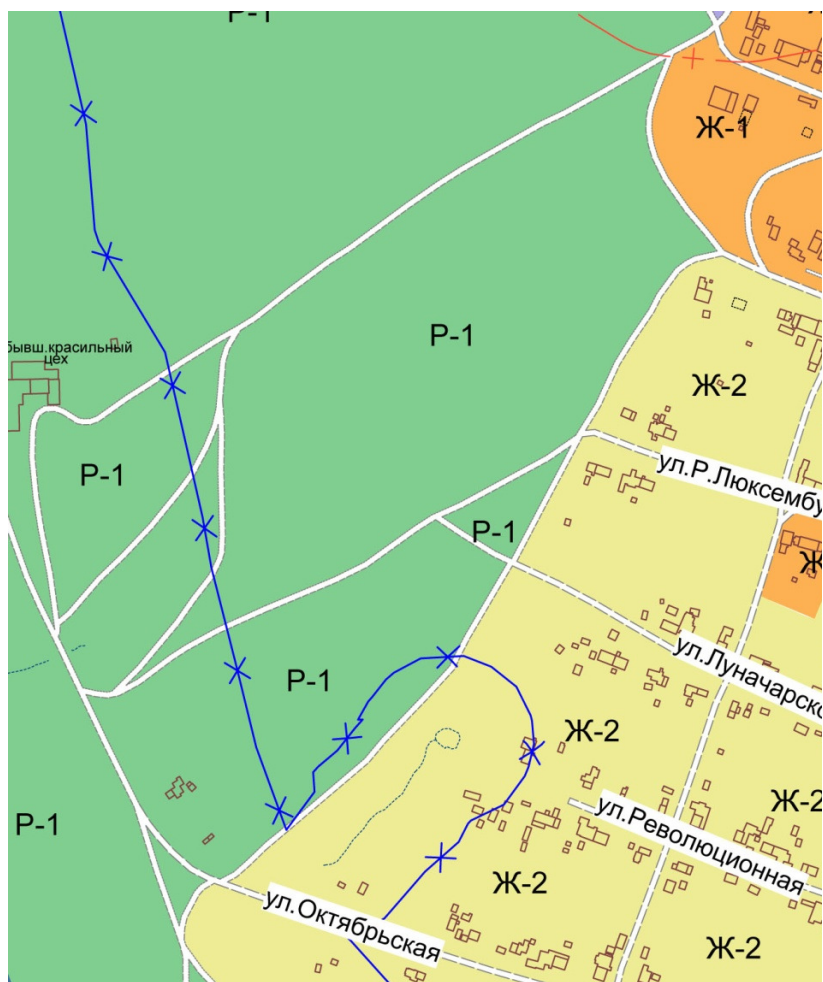 Р-1
Ж-1
Р-1
бывш.красильный
цех
Ж-2
Р-1
ул.Р.Люксембу
Р-1
Ж
ул.Луначарско
Р-1
Ж-2
Ж-2
Р-1
ул.Революционная
Ж-2
ул.Октябрьская
Ж-2